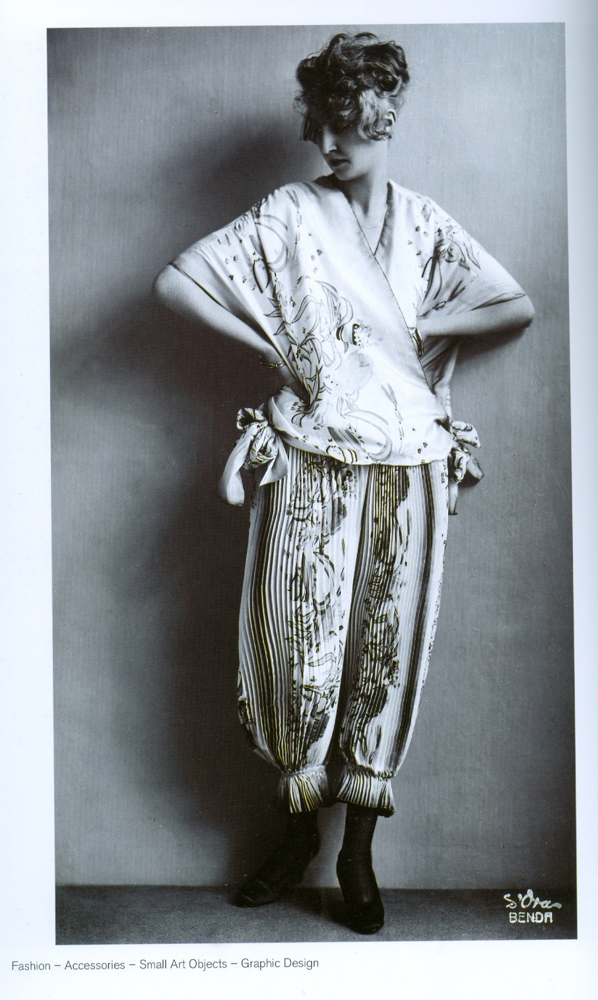 d'Ora
BENDA
Fashion – Accessories – Small Art Objects – Graphic Design